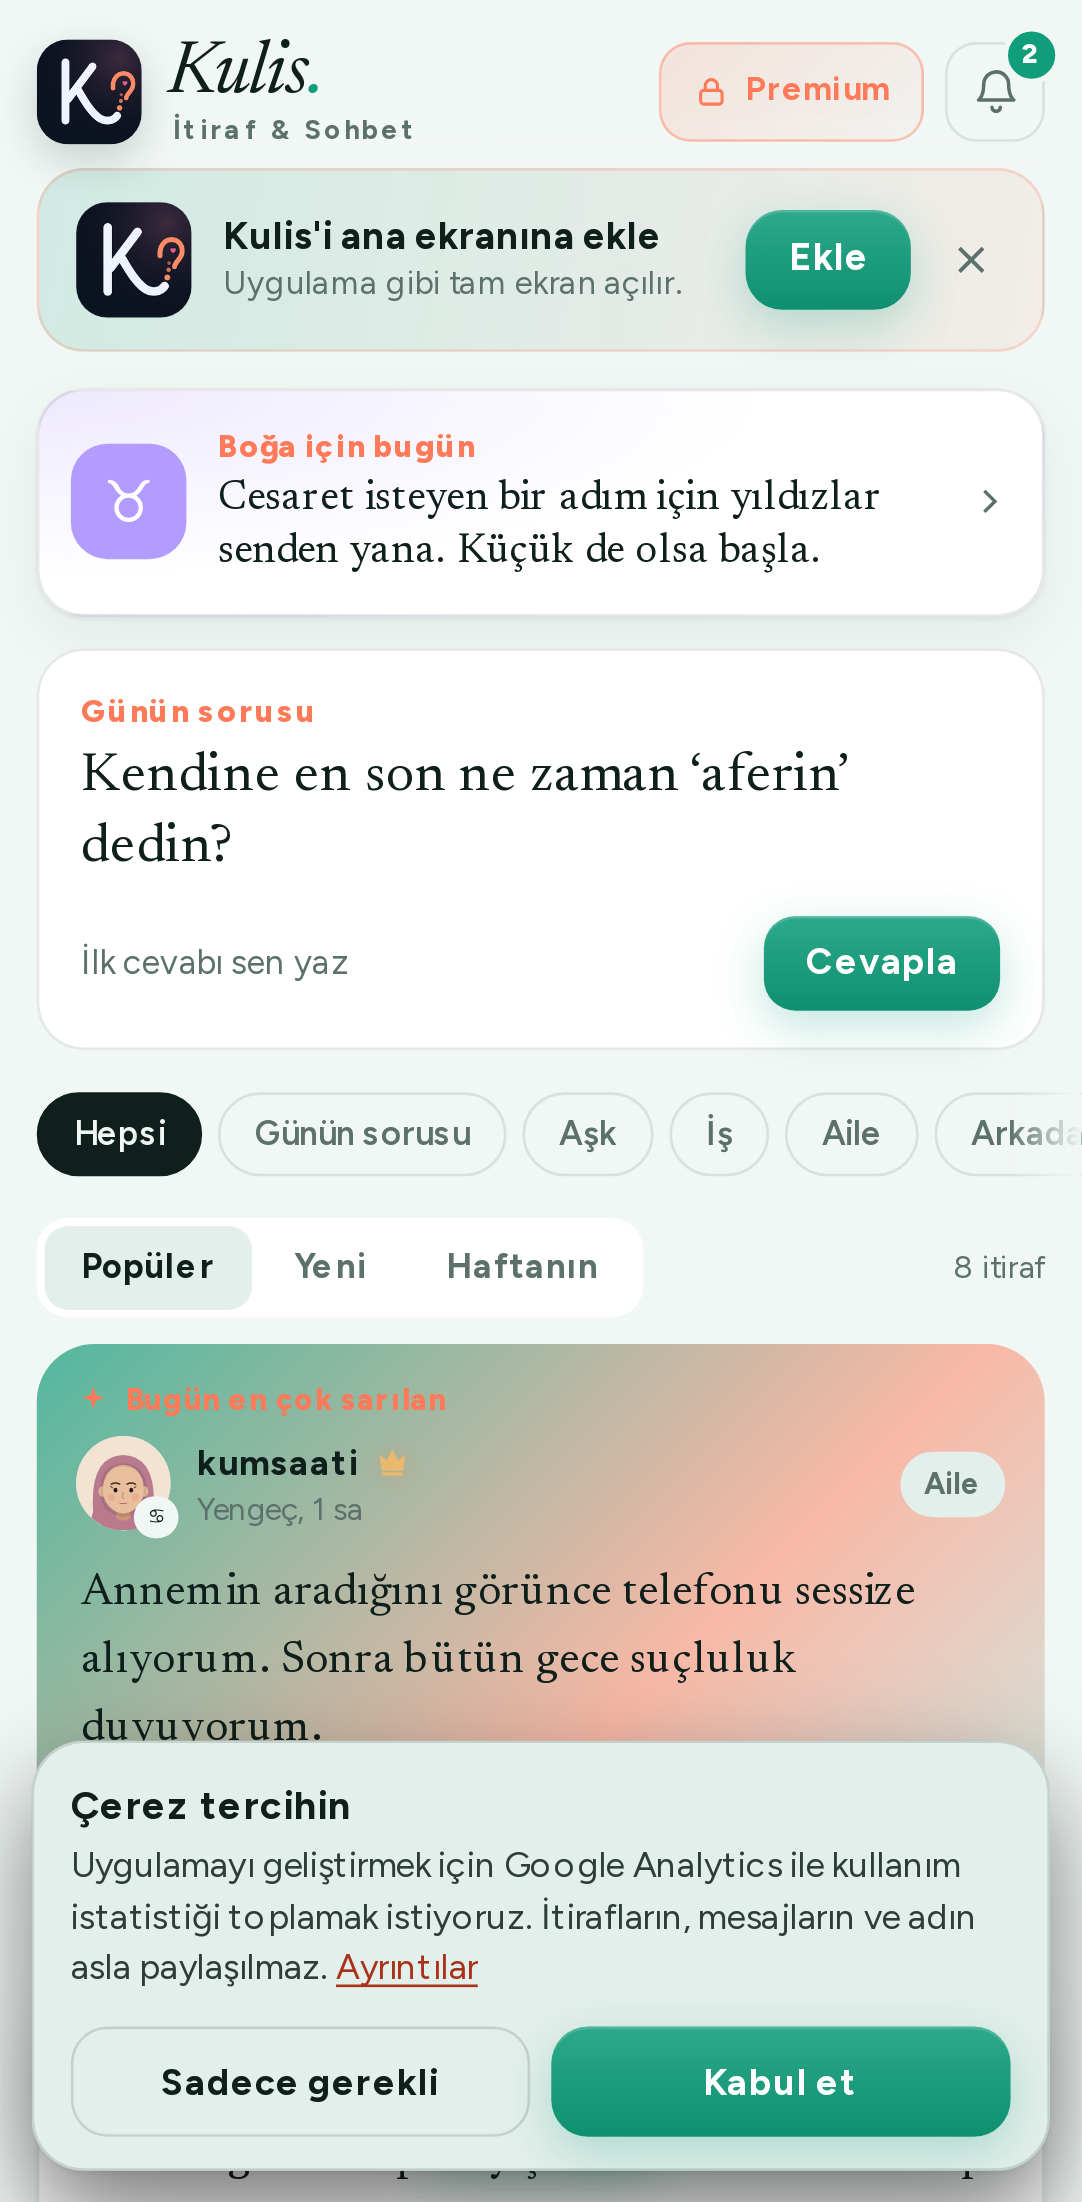 Kulis.
İtiraf & Sohbet
Premium
2
Kulis'i ana ekranına ekle
Uygulama gibi tam ekran açılır.
Ekle
Boğa için bugün
Cesaret isteyen bir adım için yıldızlar
senden yana. Küçük de olsa başla.
Günün sorusu
Kendine en son ne zaman ‘aferin’
dedin?
İlk cevabı sen yaz
Cevapla
Hepsi
Günün sorusu
Aşk
İş
Aile
Arkada
Popüler
Yeni
Haftanın
8 itiraf
Bugün en çok sarılan
kumsaati
Yengeç, 1 sa
Aile
Annemin aradığını görünce telefonu sessize
alıyorum. Sonra bütün gece suçluluk
duyuyorum.
Çerez tercihin
Uygulamayı geliştirmek için Google Analytics ile kullanım
istatistiği toplamak istiyoruz. İtirafların, mesajların ve adın
asla paylaşılmaz. Ayrıntılar
Sadece gerekli
Kabul et